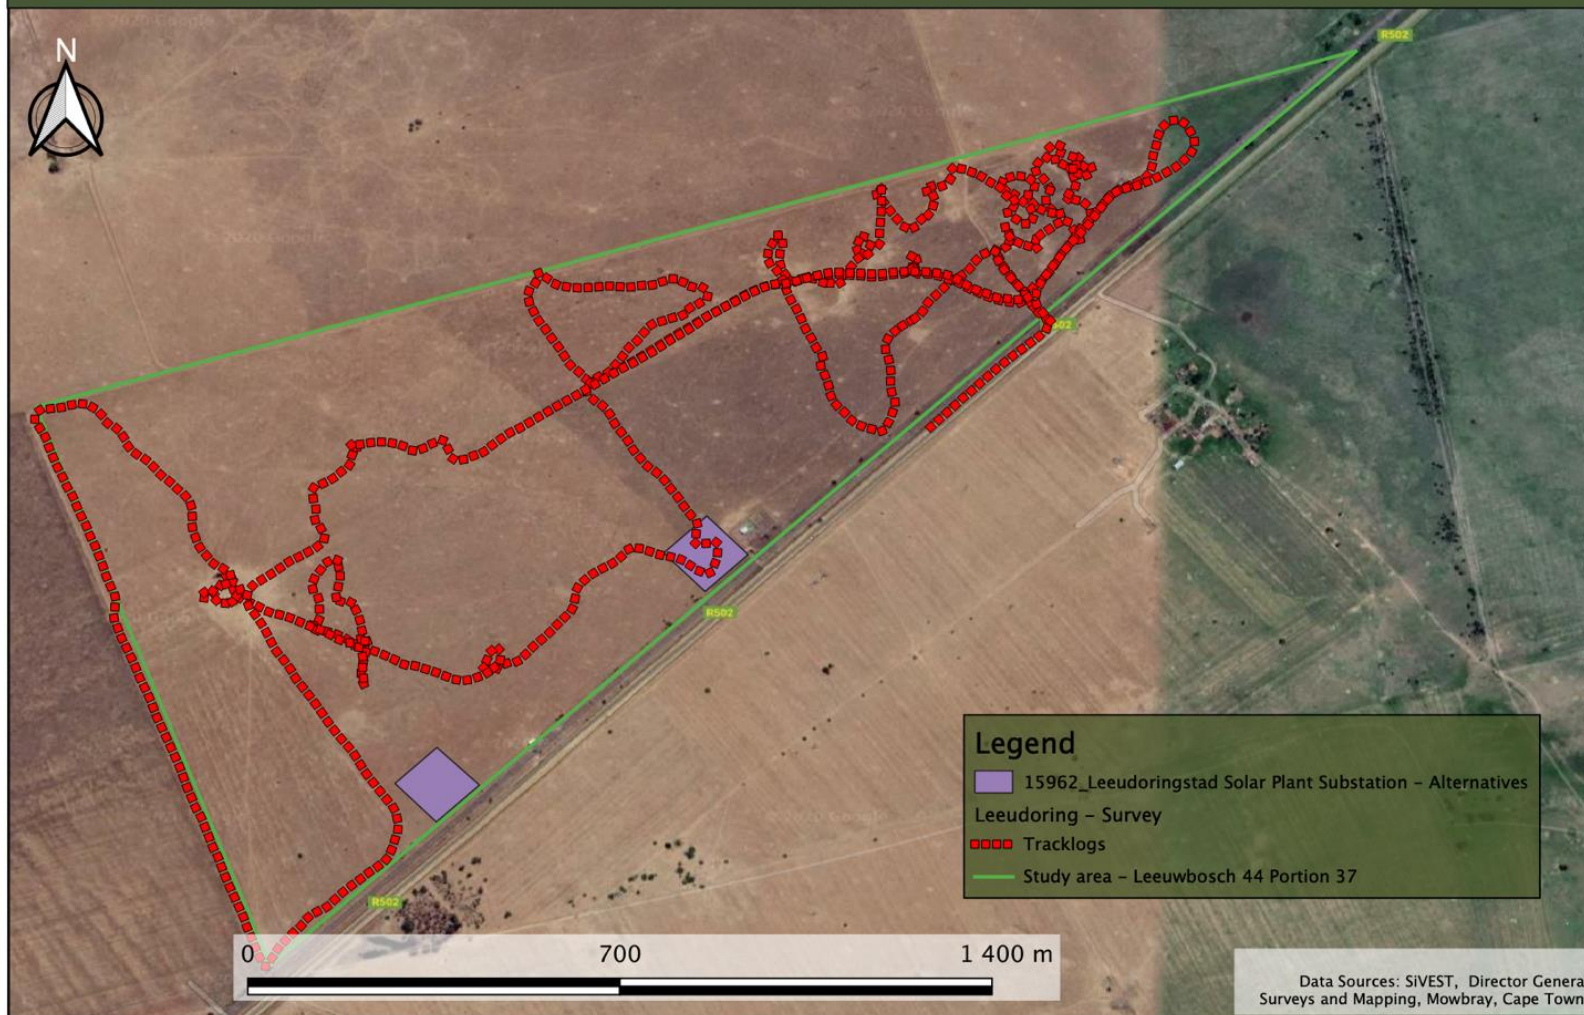 N
R502
R502
R502
Legend
15962_Leeudoringstad Solar Plant Substation – Alternatives
Leeudoring – Survey
Tracklogs
Study area – Leeuwbosch 44 Portion 37
R502
0 700 1 400 m
Data Sources: SiVEST, Director Genera
Surveys and Mapping, Mowbray, Cape Town